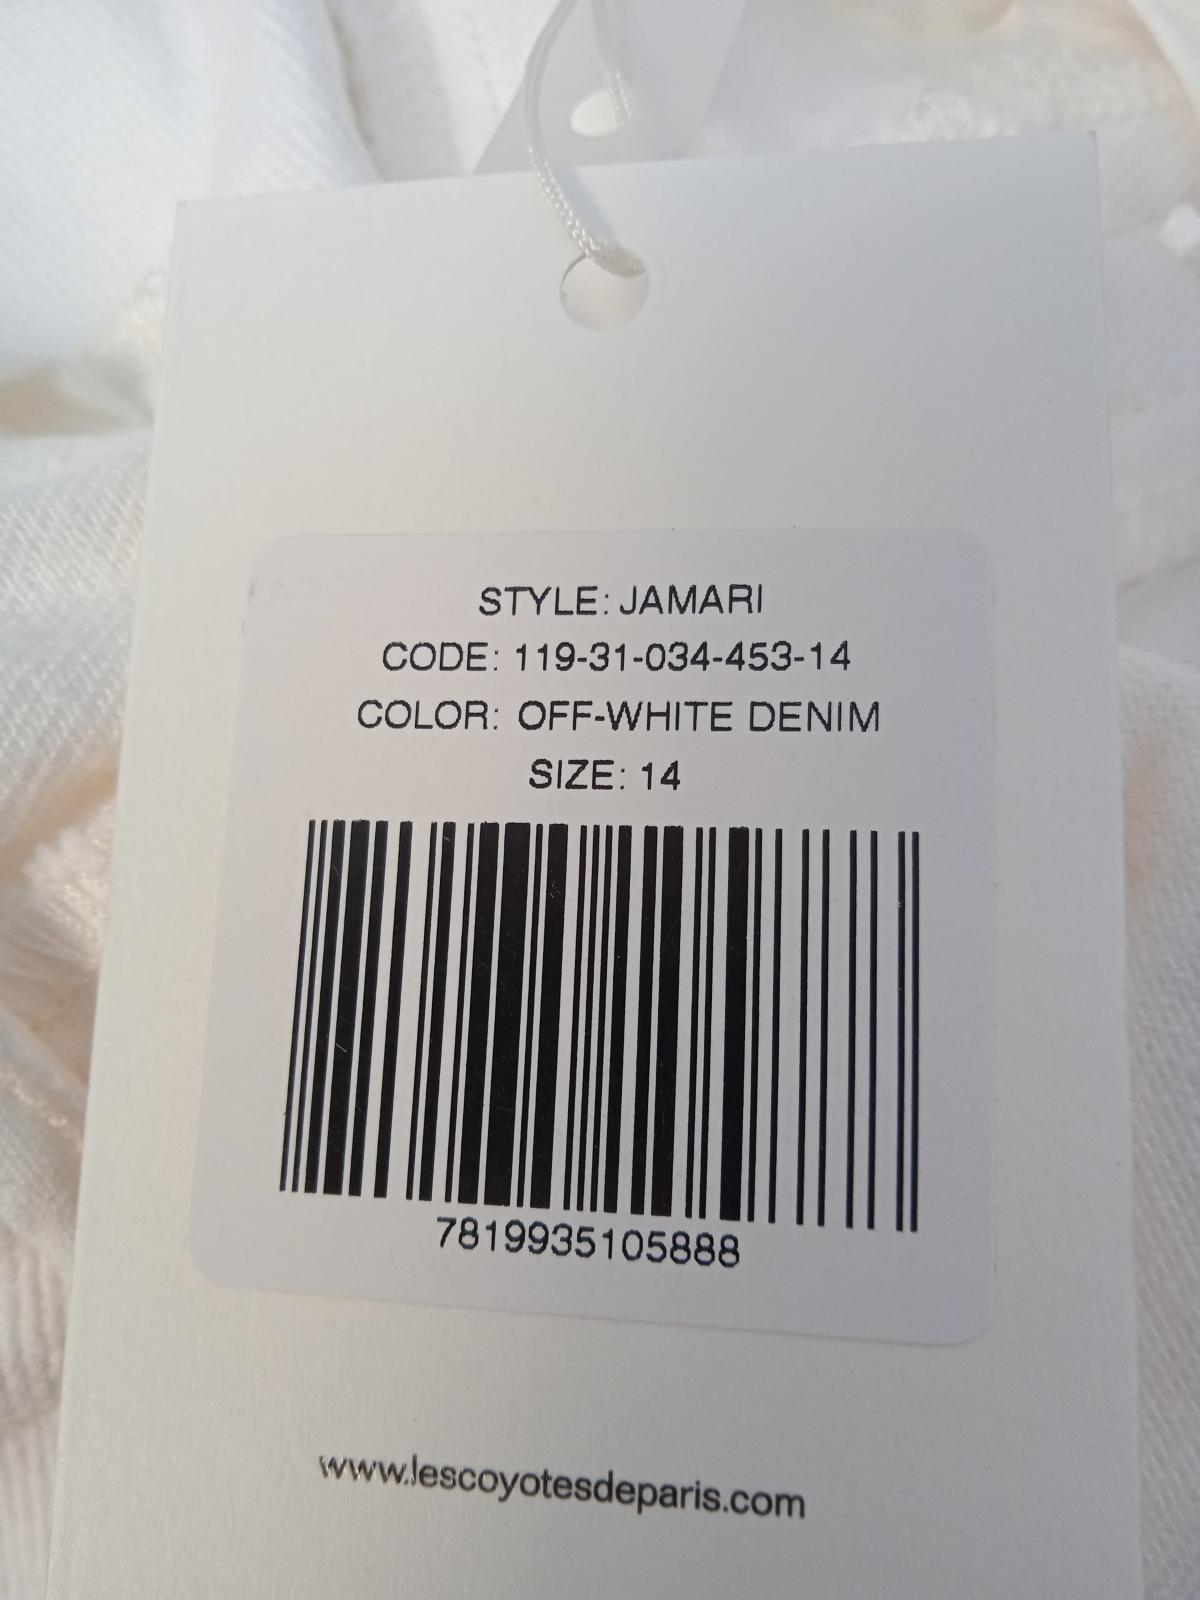 STYLE: JAMARI
CODE: 119-31-034-453-14
COLOR: OFF-WHITE DENIM
SIZE: 14
7819935105888
www.lescoyotesdeparis.com